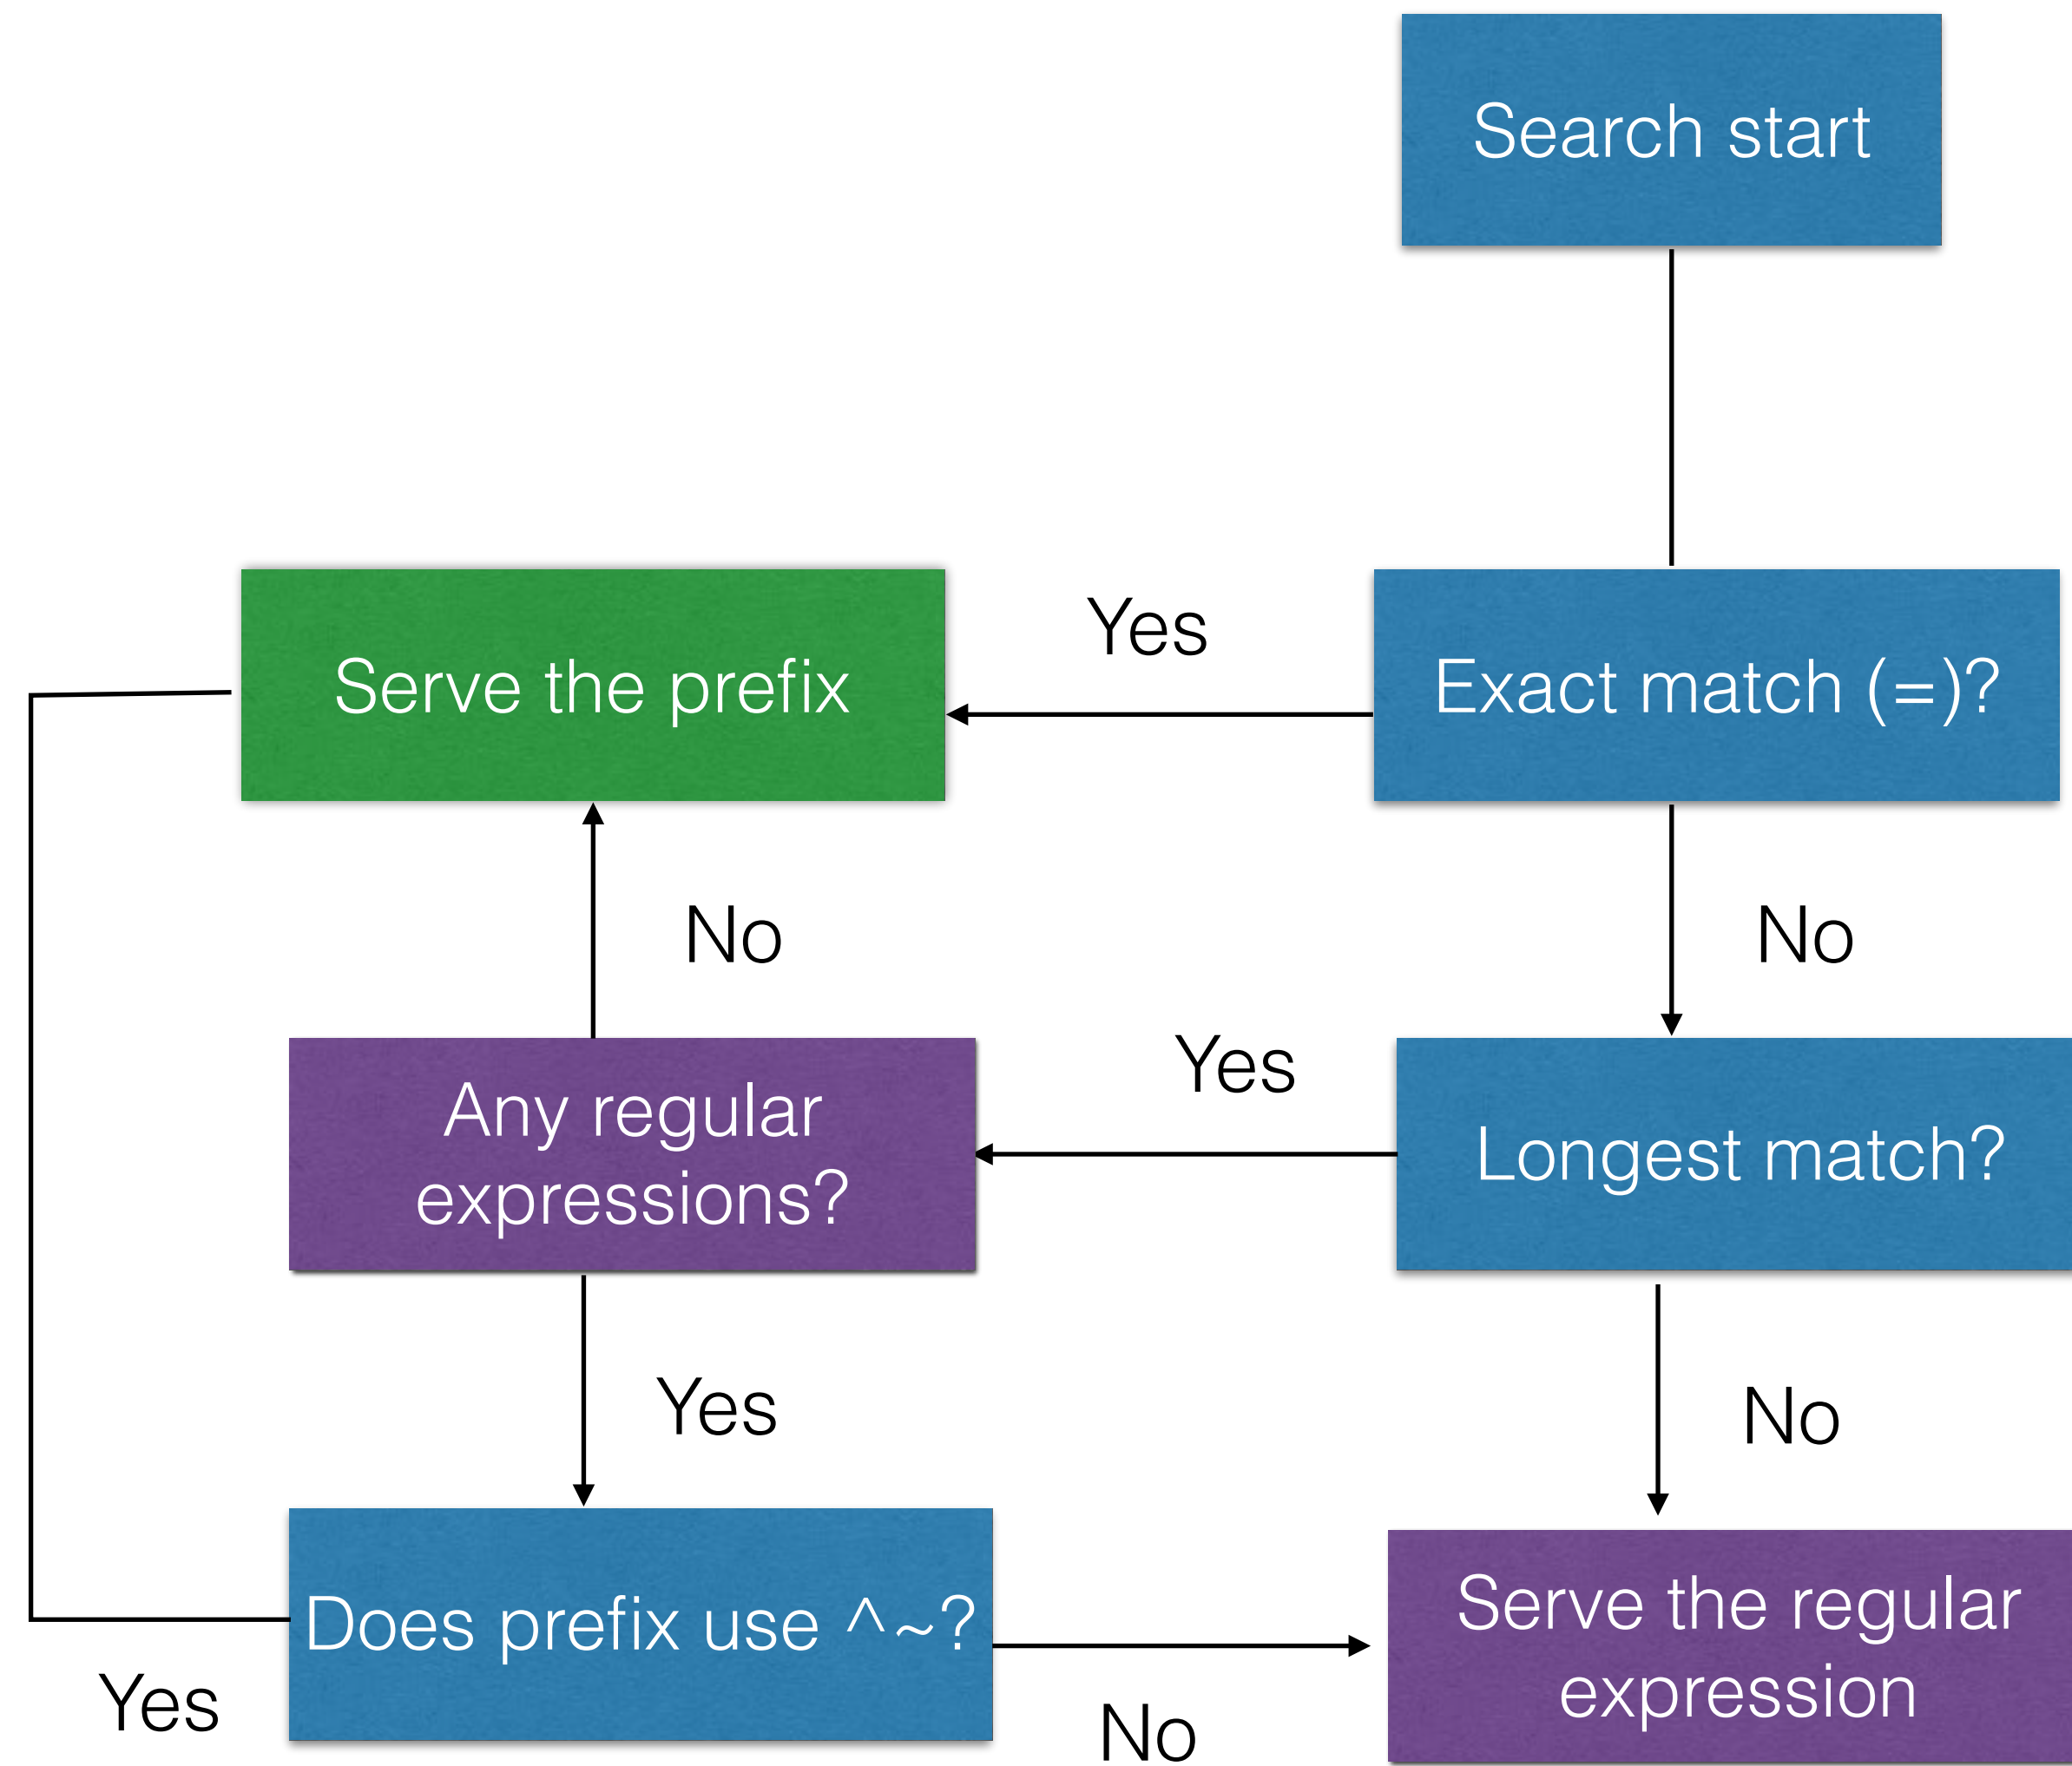 Search start
Serve the prefix
Yes
Exact match (=)?
No
No
Any regular
expressions?
Yes
Longest match?
Yes
No
Does prefix use ^~?
Serve the regular
expression
Yes
No